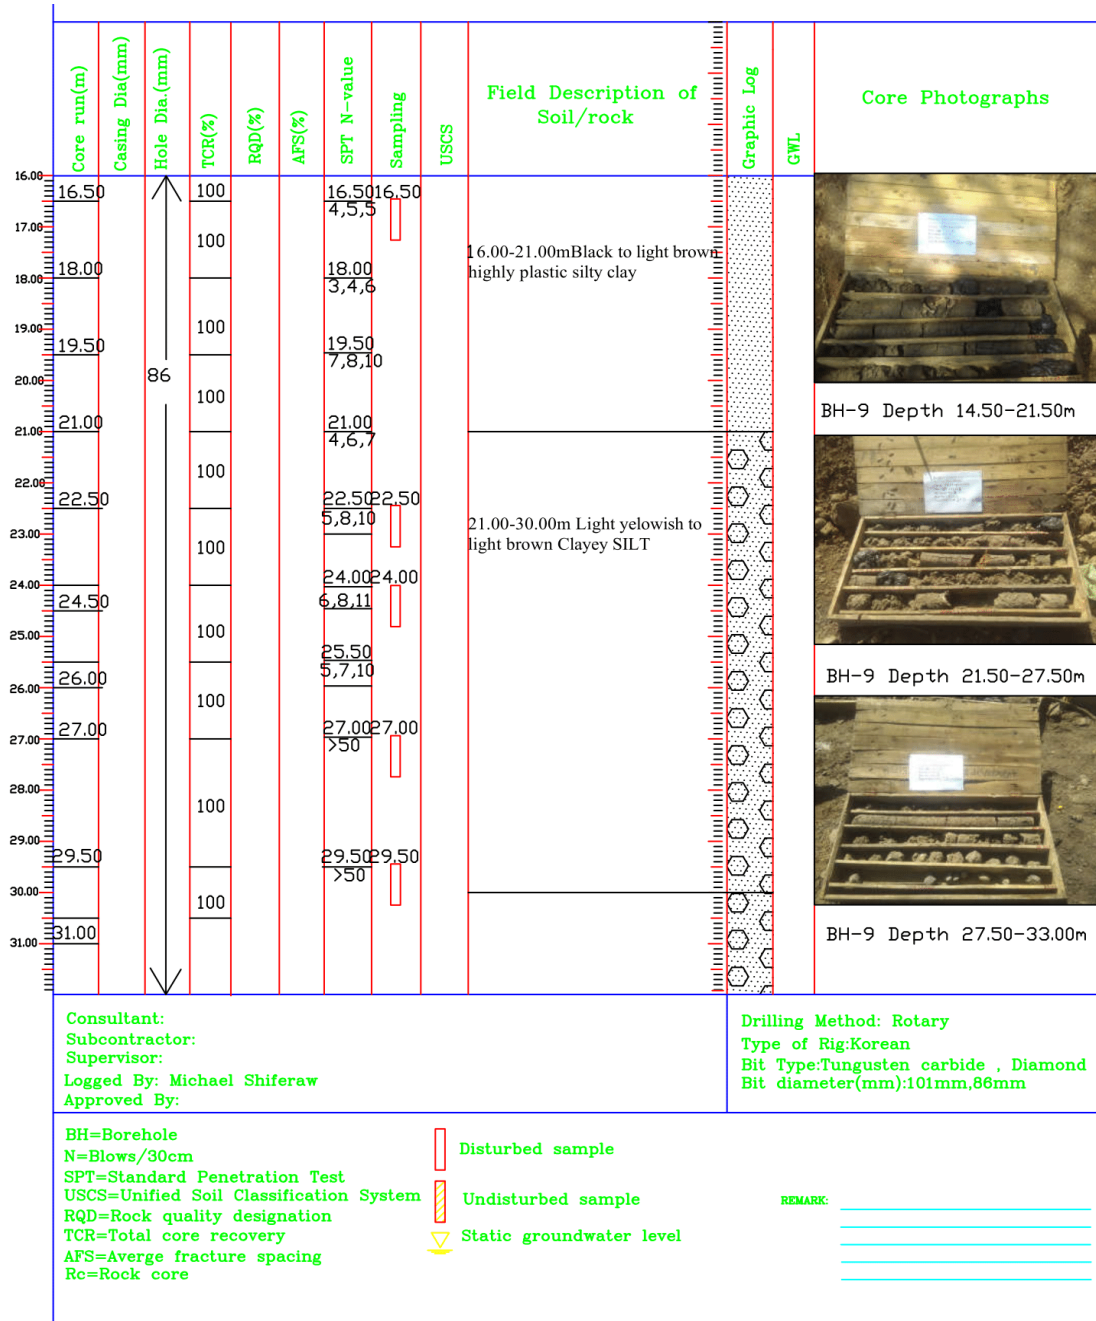 Core run(m)
Casing Dia(mm)
Hole Dia.(mm)
TCR(%)
RQD(%)
AFS(%)
SPT N-value
Sampling
USCS
Field Description of
Soil/rock
Graphic Log
GWL
Core Photographs
16.00
16.50 100 16.50 16.50
4,5,5
17.00
100
16.00-21.00mBlack to light brown
highly plastic silty clay
18.00 18.00
18.00
3,4,6
19.00
100
19.50 19.50
7,8,10
20.00
86
100
BH-9 Depth 14.50-21.50m
21.00 21.00
21.00
4,6,7
100
22.00
22.50 22.50 22.50
5,8,10
21.00-30.00m Light yelowish to
light brown Clayey SILT
23.00
100
24.00 24.00
24.00
24.50 6,8,11
25.00
100
25.50
5,7,10
26.00
26.00
BH-9 Depth 21.50-27.50m
100
27.00 27.00 27.00
27.00
>50
28.00
100
29.00
29.50 29.50 29.50
>50
30.00
100
31.00
31.00
BH-9 Depth 27.50-33.00m
Consultant:
Subcontractor:
Supervisor:
Logged By: Michael Shiferaw
Approved By:
Drilling Method: Rotary
Type of Rig:Korean
Bit Type:Tungusten carbide , Diamond
Bit diameter(mm):101mm,86mm
BH=Borehole
N=Blows/30cm
SPT=Standard Penetration Test
USCS=Unified Soil Classification System
RQD=Rock quality designation
TCR=Total core recovery
AFS=Averge fracture spacing
Rc=Rock core
Disturbed sample
Undisturbed sample
Static groundwater level
REMARK: